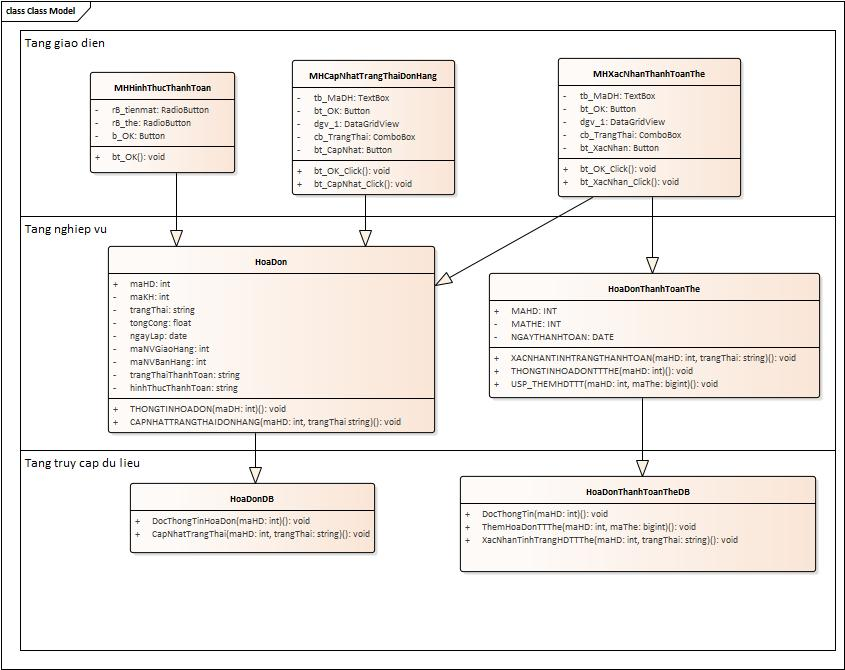 class Class Model
Tang giao dien
MHHinhThucThanhToan
- rB_tienmat: RadioButton
- rB_the: RadioButton
- b_OK: Button
+ bt_OK(): void
MHCapNhatTrangThaiDonHang
- tb_MaDH: TextBox
- bt_OK: Button
- dgv_1: DataGridView
- cb_TrangThai: ComboBox
- bt_CapNhat: Button
+ bt_OK_Click(): void
+ bt_CapNhat_Click(): void
MHXacNhanThanhToanThe
- tb_MaDH: TextBox
- bt_OK: Button
- dgv_1: DataGridView
- cb_TrangThai: ComboBox
- bt_XacNhan: Button
+ bt_OK_Click(): void
+ bt_XacNhan_Click(): void
Tang nghiep vu
HoaDon
+ maHD: int
- maKH: int
- trangThai: string
- tongCong: float
- ngayLap: date
- maNVGiaoHang: int
- maNVBanHang: int
- trangThaiThanhToan: string
- hinhThucThanhToan: string
+ THONGTINHOADON(maDH: int)(): void
+ CAPNHATTRANGTHAIDONHANG(maHD: int, trangThai string)(): void
HoaDonThanhToanThe
+ MAHD: INT
- MATHE: INT
- NGAYTHANHTOAN: DATE
+ XACNHANTINHTRANGTHANHTOAN(maHD: int, trangThai: string)(): void
+ THONGTINHOADONTTTHE(maHD: int)(): void
+ USP_THEMHDTTT(maHD: int, maThe: bigint)(): void
Tang truy cap du lieu
HoaDonDB
+ DocThongTinHoaDon(maHD: int)(): void
+ CapNhatTrangThai(maHD: int, trangThai: string)(): void
HoaDonThanhToanTheDB
+ DocThongTin(maHD: int)(): void
+ ThemHoaDonTTThe(maHD: int, maThe: bigint)(): void
+ XacNhanTinhTrangHDTTThe(maHD: int, trangThai: string)(): void